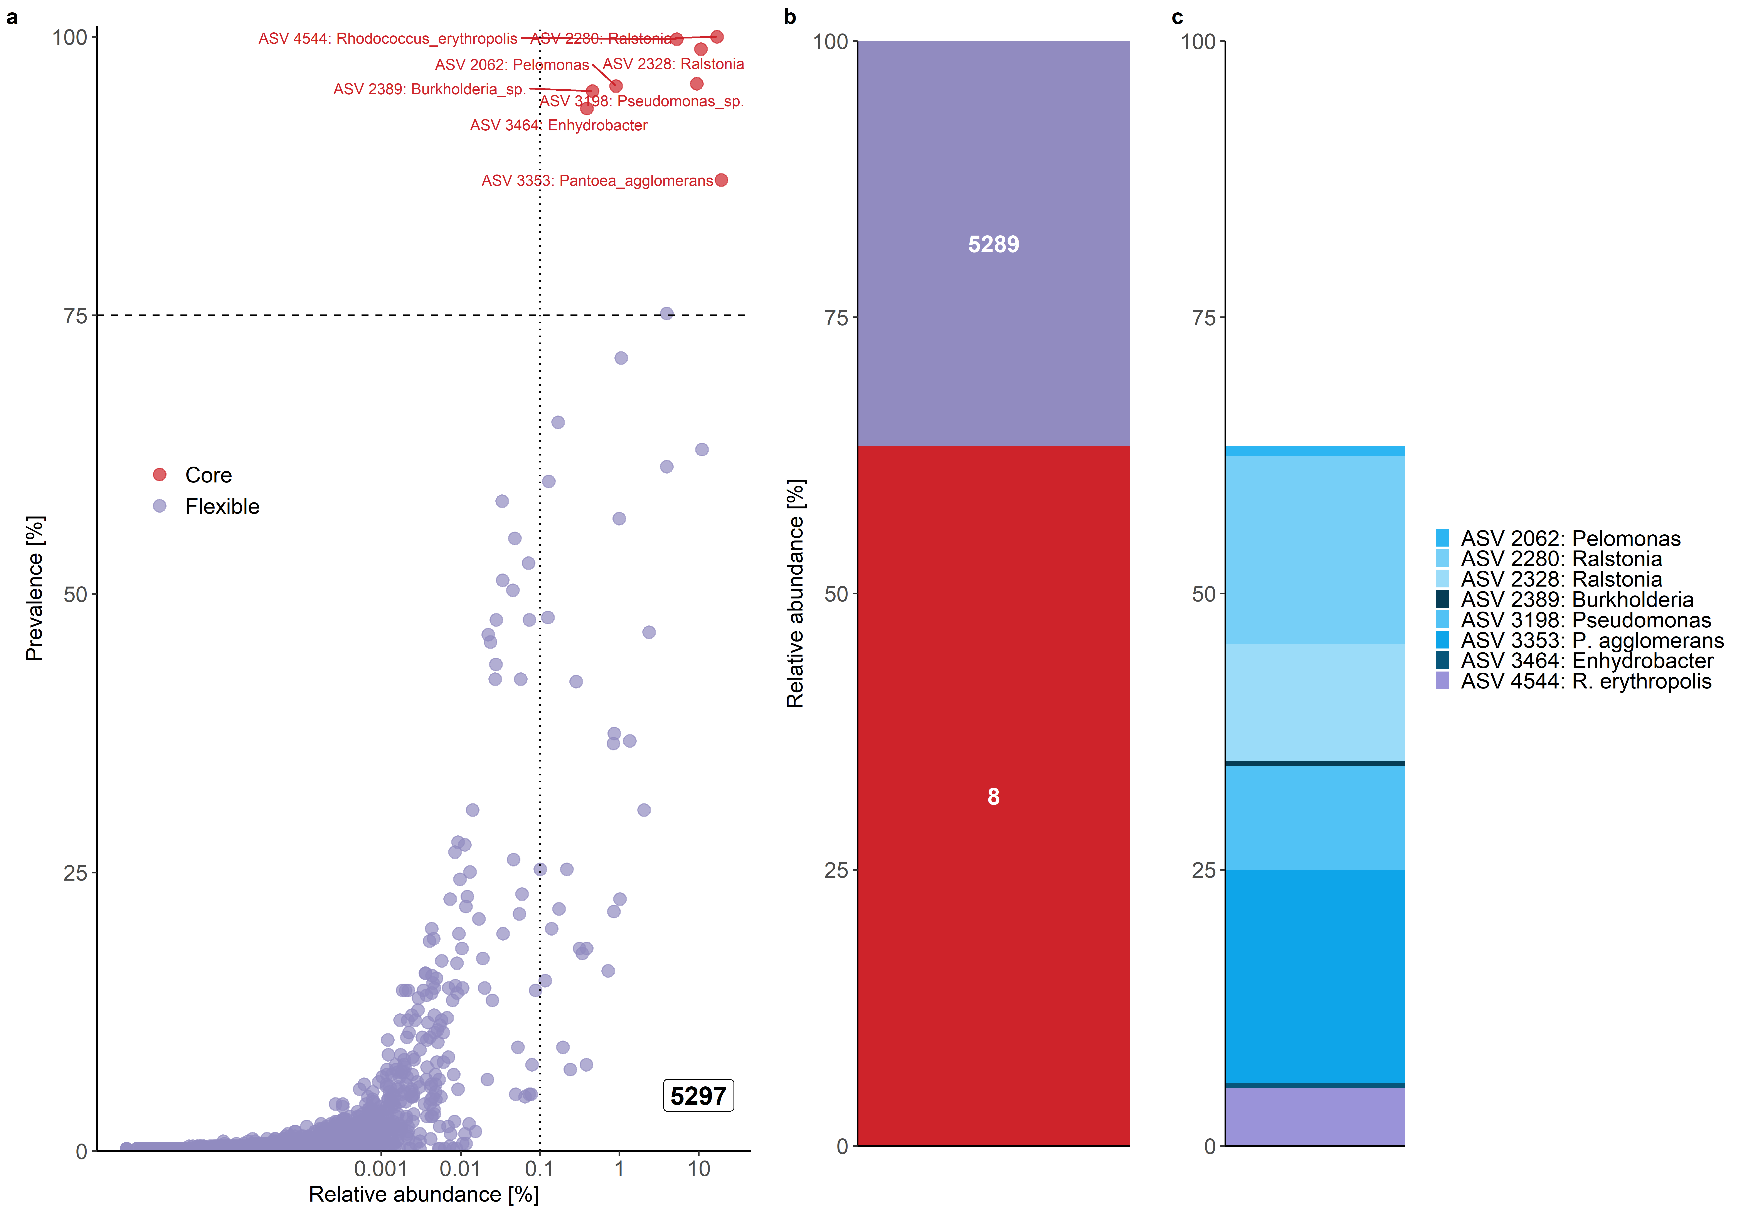 a
100
75
50
25
0
Prevalence [%]
ASV 4544: Rhodococcus_erythropolis
ASV 2280: Ralstonia
ASV 2062: Pelomonas
ASV 2328: Ralstonia
ASV 2389: Burkholderia_sp.
ASV 3198: Pseudomonas_sp.
ASV 3464: Enhydrobacter
ASV 3353: Pantoea_agglomerans
Core
Flexible
5297
0.001
0.01
0.1
1
10
Relative abundance [%]
b
100
75
50
25
0
Relative abundance [%]
5289
8
c
100
75
50
25
0
ASV 2062: Pelomonas
ASV 2280: Ralstonia
ASV 2328: Ralstonia
ASV 2389: Burkholderia
ASV 3198: Pseudomonas
ASV 3353: P. agglomerans
ASV 3464: Enhydrobacter
ASV 4544: R. erythropolis